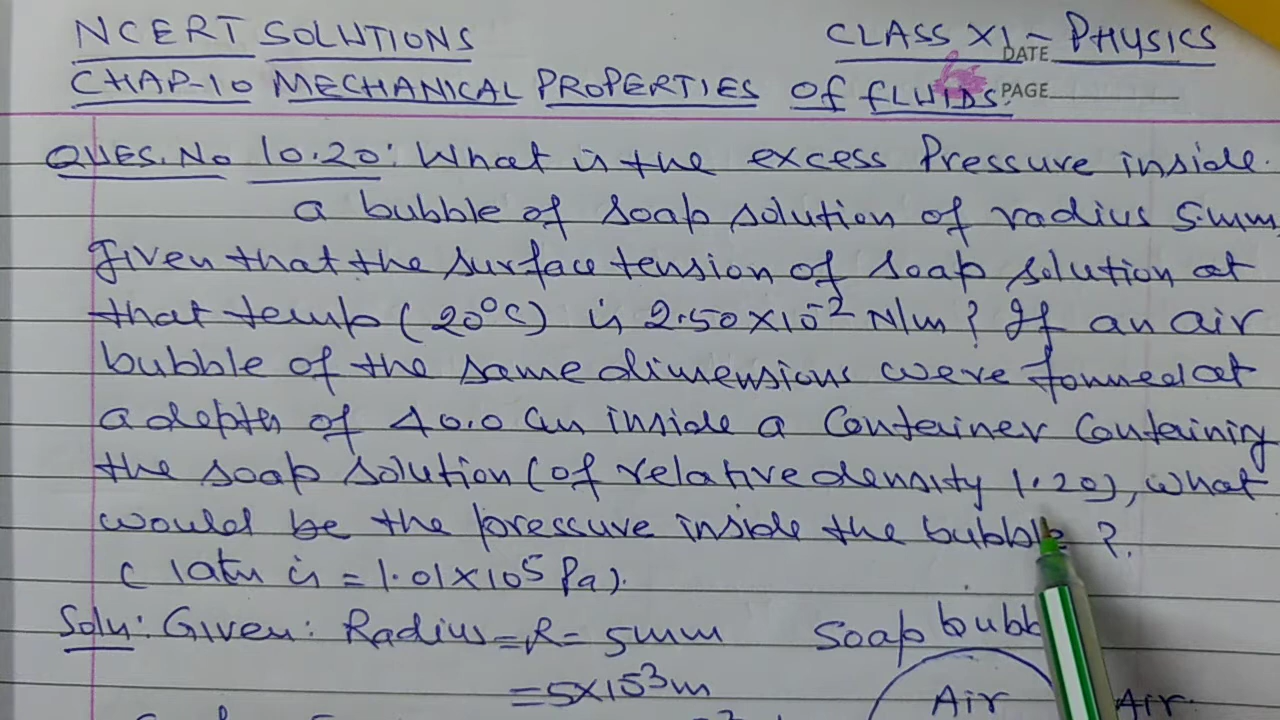 NCERT SOLUTIONS CLASS XI - PHYSICS
DATE
CHAP-10 MECHANICAL PROPERTIES OF FLUIDS.
PAGE
QUES. NO 10.20: What is the excess Pressure inside
a bubble of soap solution of radius 5mm,
given that the surface tension of soap solution at
that temp (20°C) is 2.50×10⁻² N/m? If an air
bubble of the same dimensions were formed at
a depth of 40.0 cm inside a Container Containing
the soap solution (of relative density 1.20), what
would be the pressure inside the bubble ?.
( 1atm is = 1.01×10⁵ Pa).
Soln: Given: Radius = R = 5mm Soap bubb
= 5×10⁻³m
Air Air